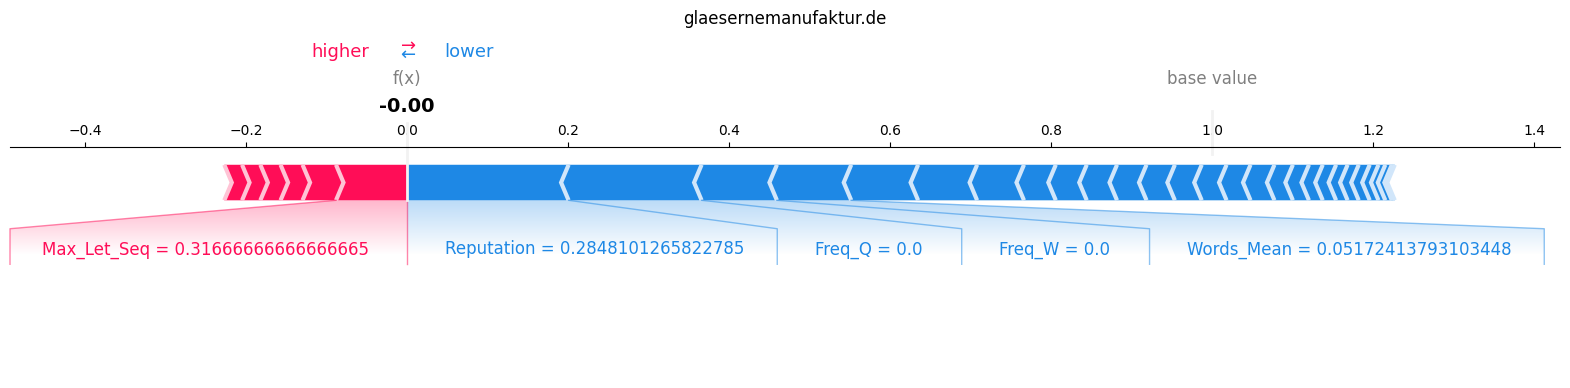 glaesernemanufaktur.de
higher ⇄ lower
f(x) base value
-0.00
−0.4 −0.2 0.0 0.2 0.4 0.6 0.8 1.0 1.2 1.4
Max_Let_Seq = 0.31666666666666665 Reputation = 0.2848101265822785 Freq_Q = 0.0 Freq_W = 0.0 Words_Mean = 0.05172413793103448